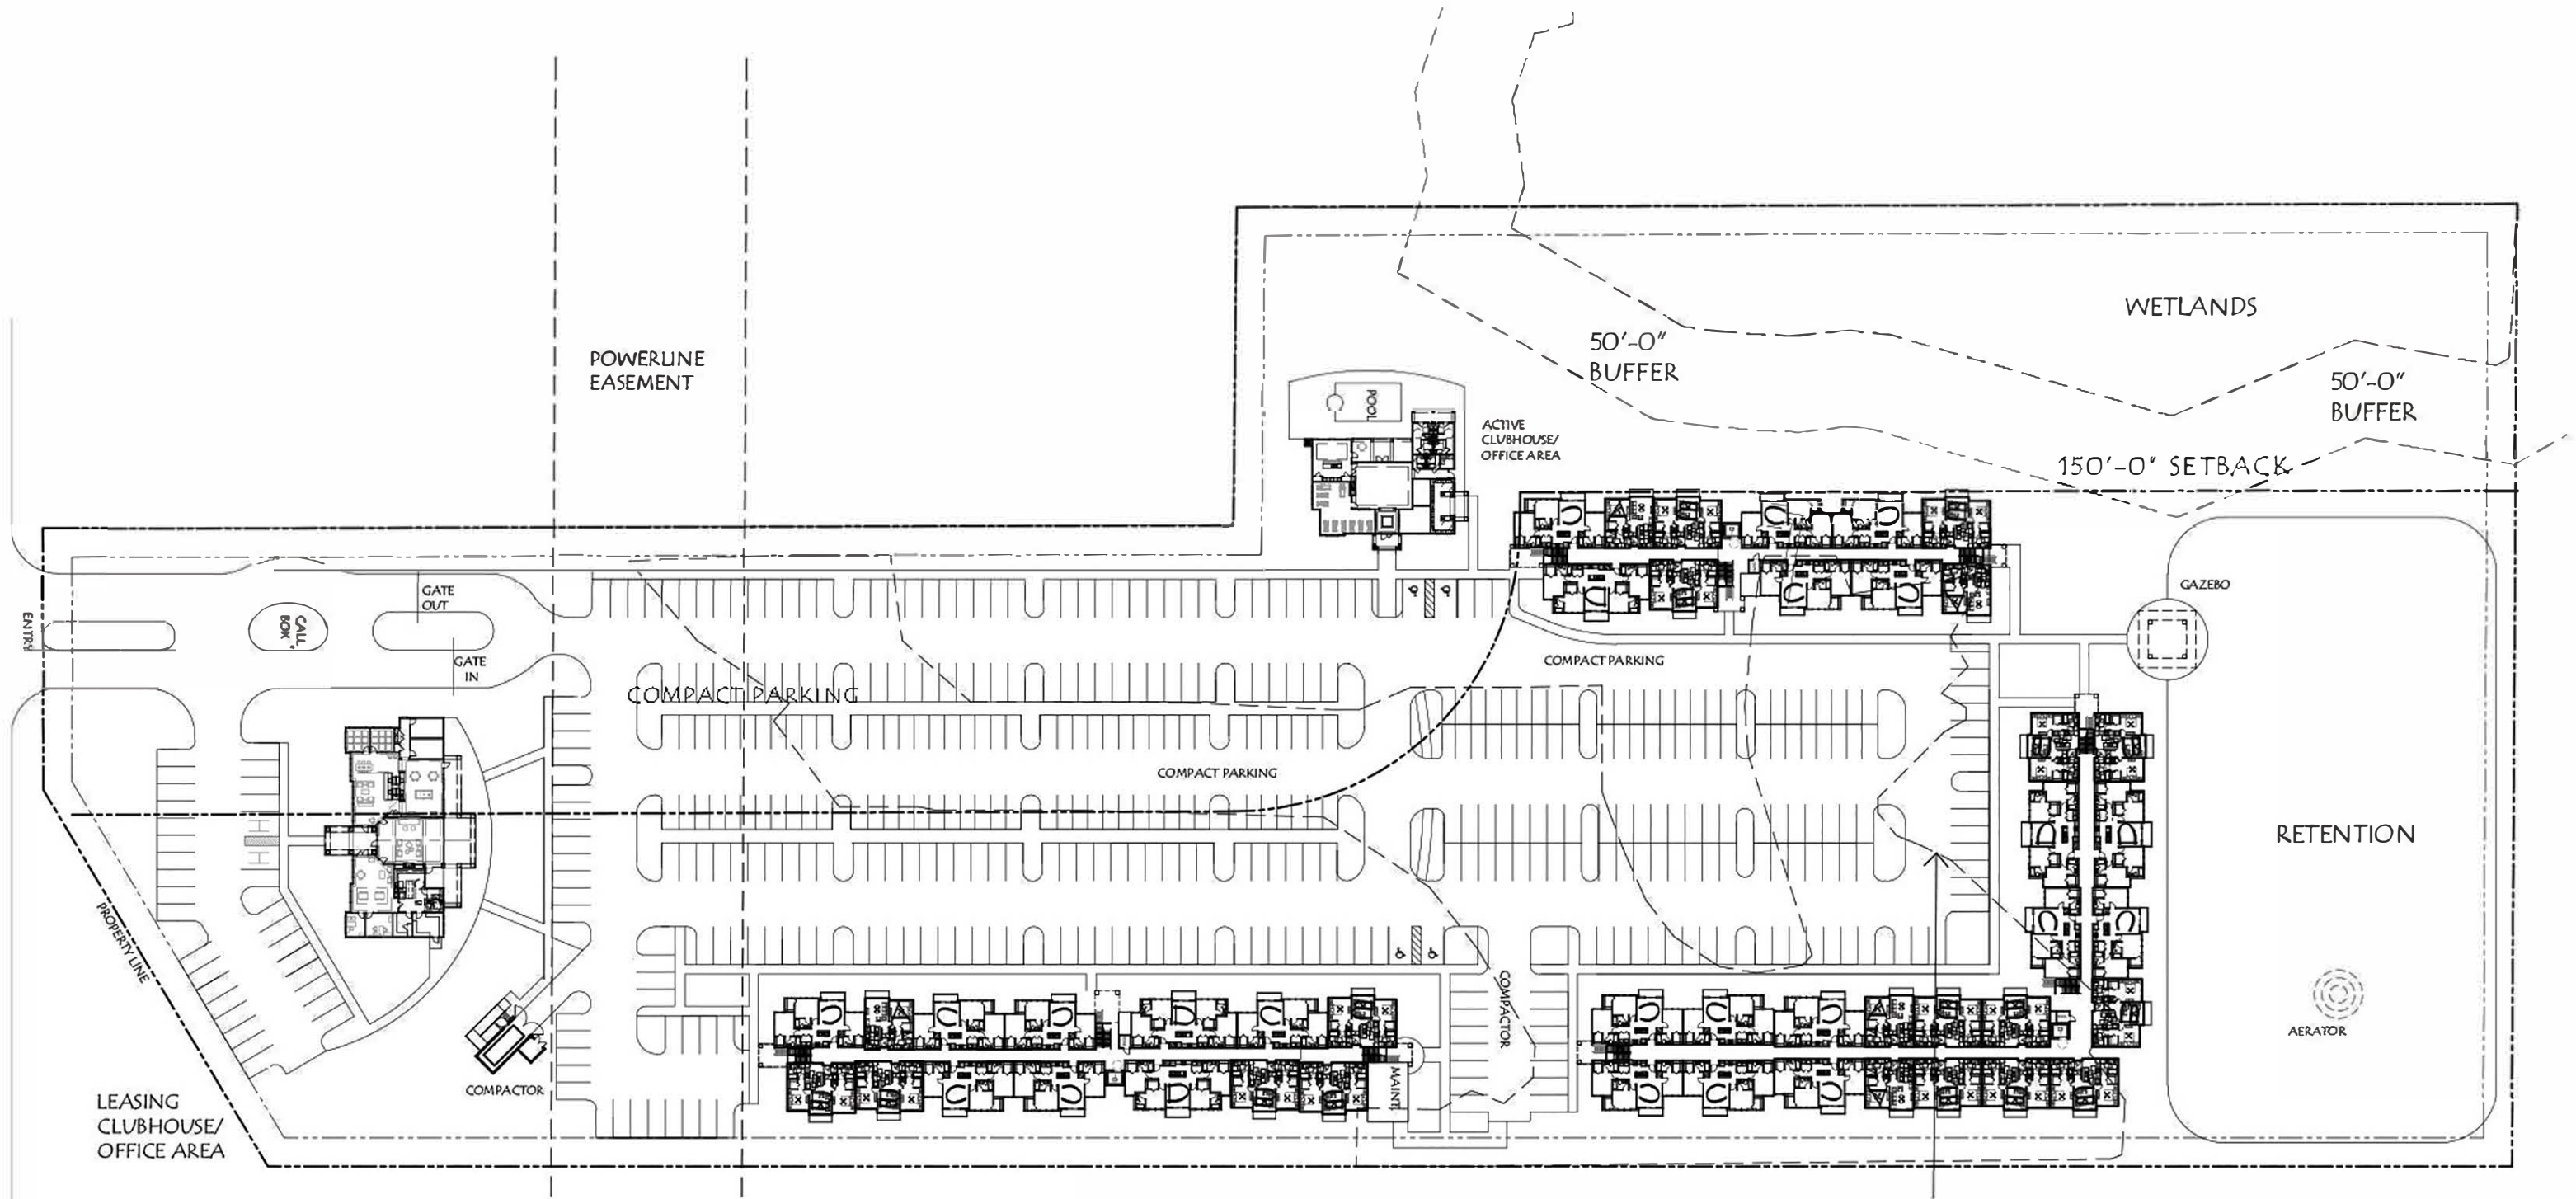 WETLANDS
50'-0"
BUFFER
POWERLINE
EASEMENT
50'-0"
BUFFER
POOL
ACTIVE
CLUBHOUSE/
OFFICE AREA
150'-0" SETBACK
GATE
OUT
GAZEBO
ENTRY
CALL
BOX
GATE
IN
COMPACT PARKING
COMPACT PARKING
COMPACT PARKING
RETENTION
PROPERTY LINE
COMPACTOR
AERATOR
COMPACTOR
MAINT.
LEASING
CLUBHOUSE/
OFFICE AREA